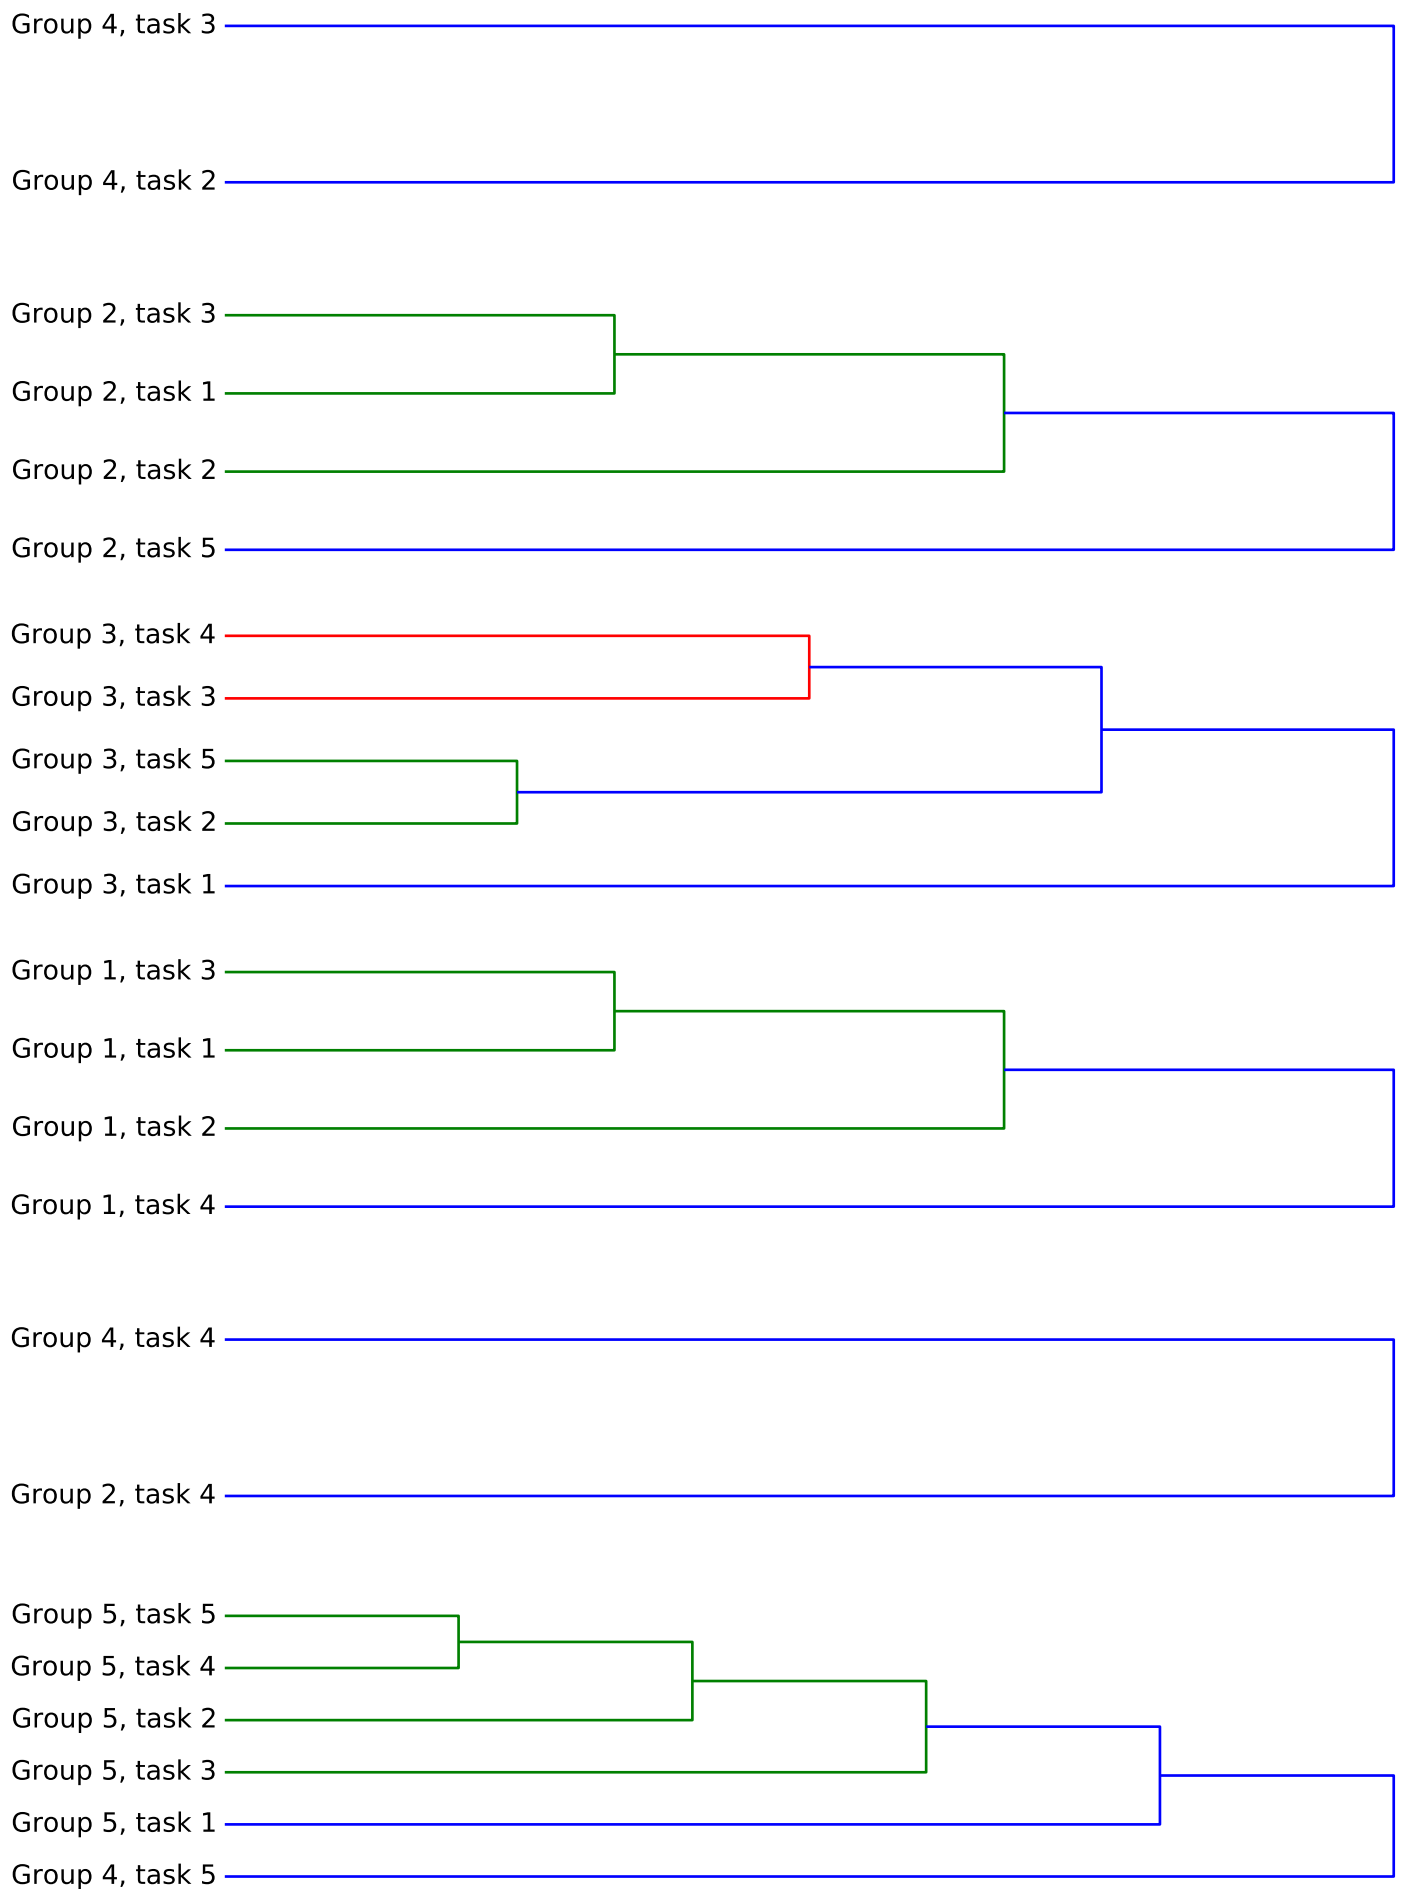 Group 4, task 3
Group 4, task 2
Group 2, task 3
Group 2, task 1
Group 2, task 2
Group 2, task 5
Group 3, task 4
Group 3, task 3
Group 3, task 5
Group 3, task 2
Group 3, task 1
Group 1, task 3
Group 1, task 1
Group 1, task 2
Group 1, task 4
Group 4, task 4
Group 2, task 4
Group 5, task 5
Group 5, task 4
Group 5, task 2
Group 5, task 3
Group 5, task 1
Group 4, task 5